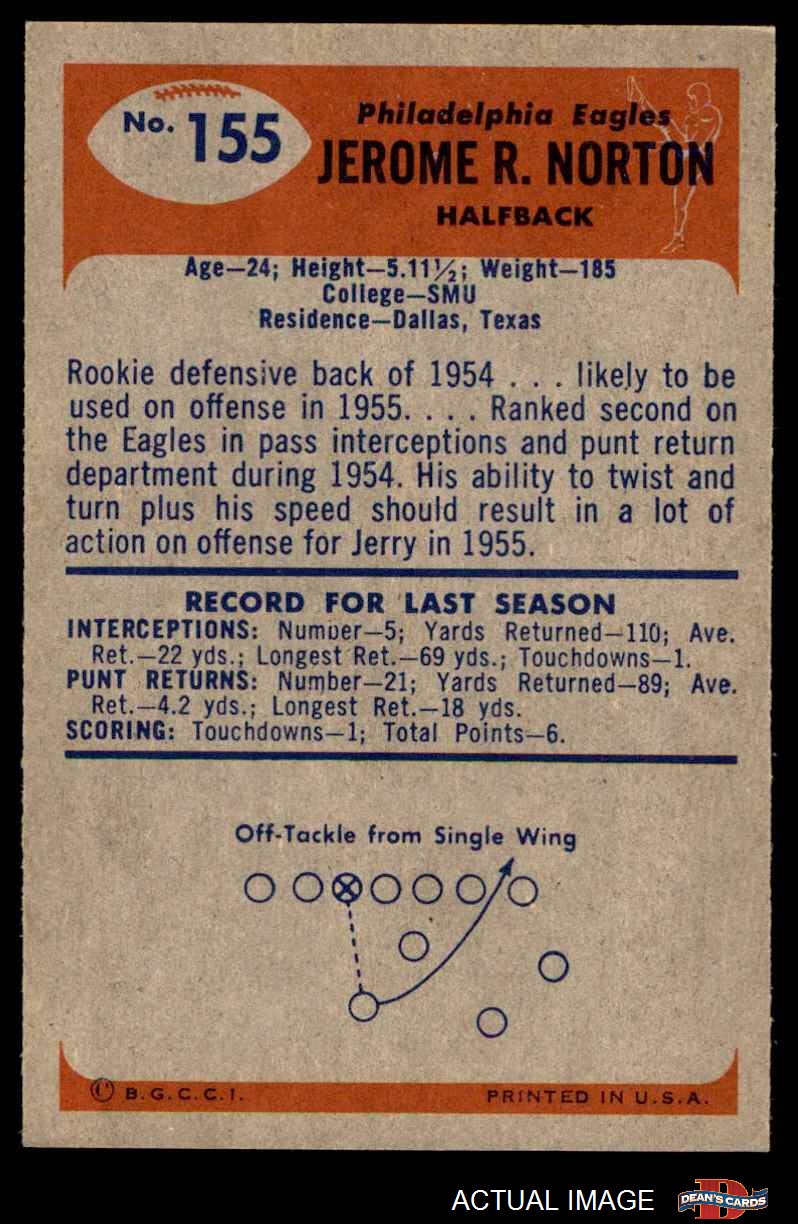 No. 155
Philadelphia Eagles
JEROME R. NORTON
HALFBACK
Age—24; Height—5.11½; Weight—185
College—SMU
Residence—Dallas, Texas
Rookie defensive back of 1954 . . . likely to be
used on offense in 1955. . . . Ranked second on
the Eagles in pass interceptions and punt return
department during 1954. His ability to twist and
turn plus his speed should result in a lot of
action on offense for Jerry in 1955.
RECORD FOR LAST SEASON
INTERCEPTIONS: Number—5; Yards Returned—110; Ave.
Ret.—22 yds.; Longest Ret.—69 yds.; Touchdowns—1.
PUNT RETURNS: Number—21; Yards Returned—89; Ave.
Ret.—4.2 yds.; Longest Ret.—18 yds.
SCORING: Touchdowns—1; Total Points—6.
Off-Tackle from Single Wing
© B.G.C.C.I.
PRINTED IN U.S.A.
ACTUAL IMAGE
D
DEAN'S CARDS